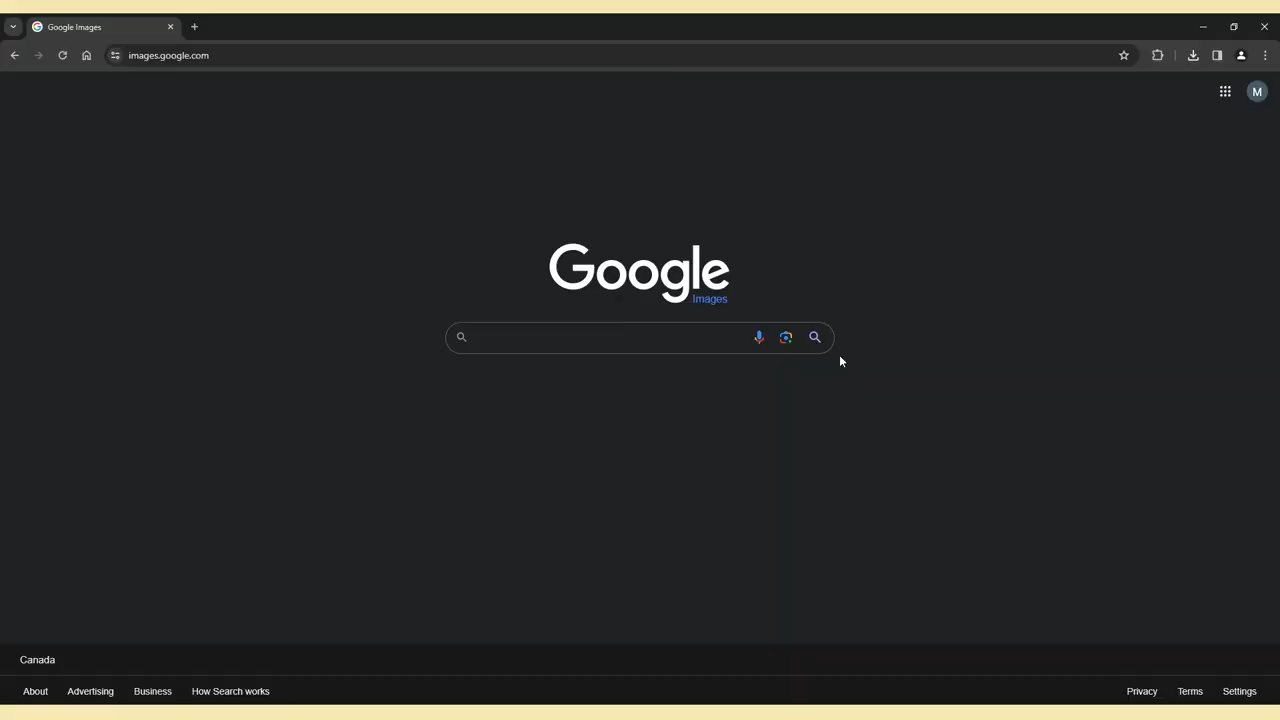 Google Images
images.google.com
M
Google
Images
Canada
About Advertising Business How Search works
Privacy Terms Settings